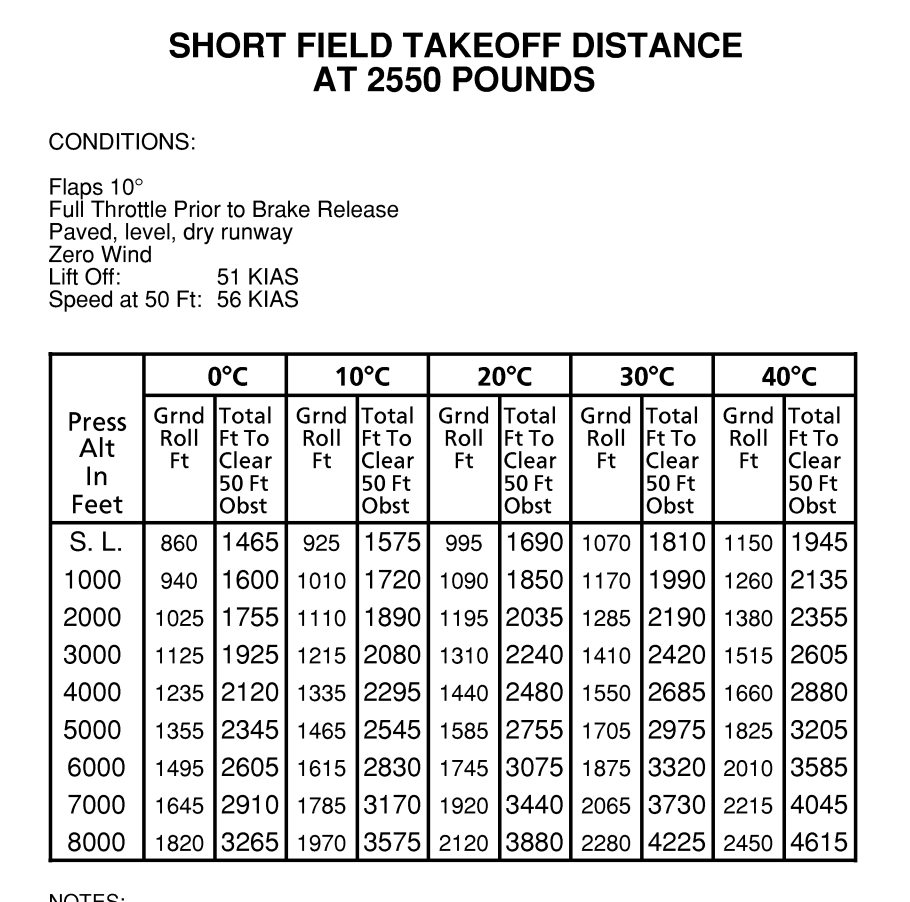 SHORT FIELD TAKEOFF DISTANCE
AT 2550 POUNDS
CONDITIONS:
Flaps 10°
Full Throttle Prior to Brake Release
Paved, level, dry runway
Zero Wind
Lift Off: 51 KIAS
Speed at 50 Ft: 56 KIAS
0°C 10°C 20°C 30°C 40°C
Press Alt In Feet Grnd Roll Ft Total Ft To Clear 50 Ft Obst Grnd Roll Ft Total Ft To Clear 50 Ft Obst Grnd Roll Ft Total Ft To Clear 50 Ft Obst Grnd Roll Ft Total Ft To Clear 50 Ft Obst Grnd Roll Ft Total Ft To Clear 50 Ft Obst
S. L. 860 1465 925 1575 995 1690 1070 1810 1150 1945
1000 940 1600 1010 1720 1090 1850 1170 1990 1260 2135
2000 1025 1755 1110 1890 1195 2035 1285 2190 1380 2355
3000 1125 1925 1215 2080 1310 2240 1410 2420 1515 2605
4000 1235 2120 1335 2295 1440 2480 1550 2685 1660 2880
5000 1355 2345 1465 2545 1585 2755 1705 2975 1825 3205
6000 1495 2605 1615 2830 1745 3075 1875 3320 2010 3585
7000 1645 2910 1785 3170 1920 3440 2065 3730 2215 4045
8000 1820 3265 1970 3575 2120 3880 2280 4225 2450 4615
NOTES: